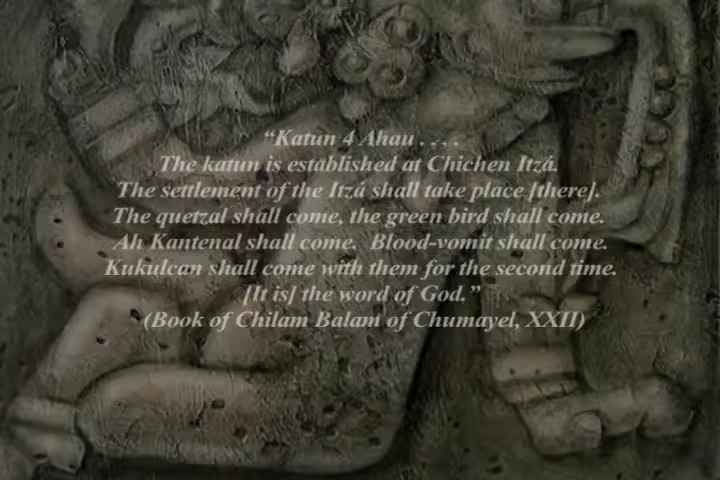 “Katun 4 Ahau . . . .
The katun is established at Chichen Itzá.
The settlement of the Itzá shall take place [there].
The quetzal shall come, the green bird shall come.
Ah Kantenal shall come.  Blood-vomit shall come.
Kukulcan shall come with them for the second time.
[It is] the word of God.”
(Book of Chilam Balam of Chumayel, XXII)